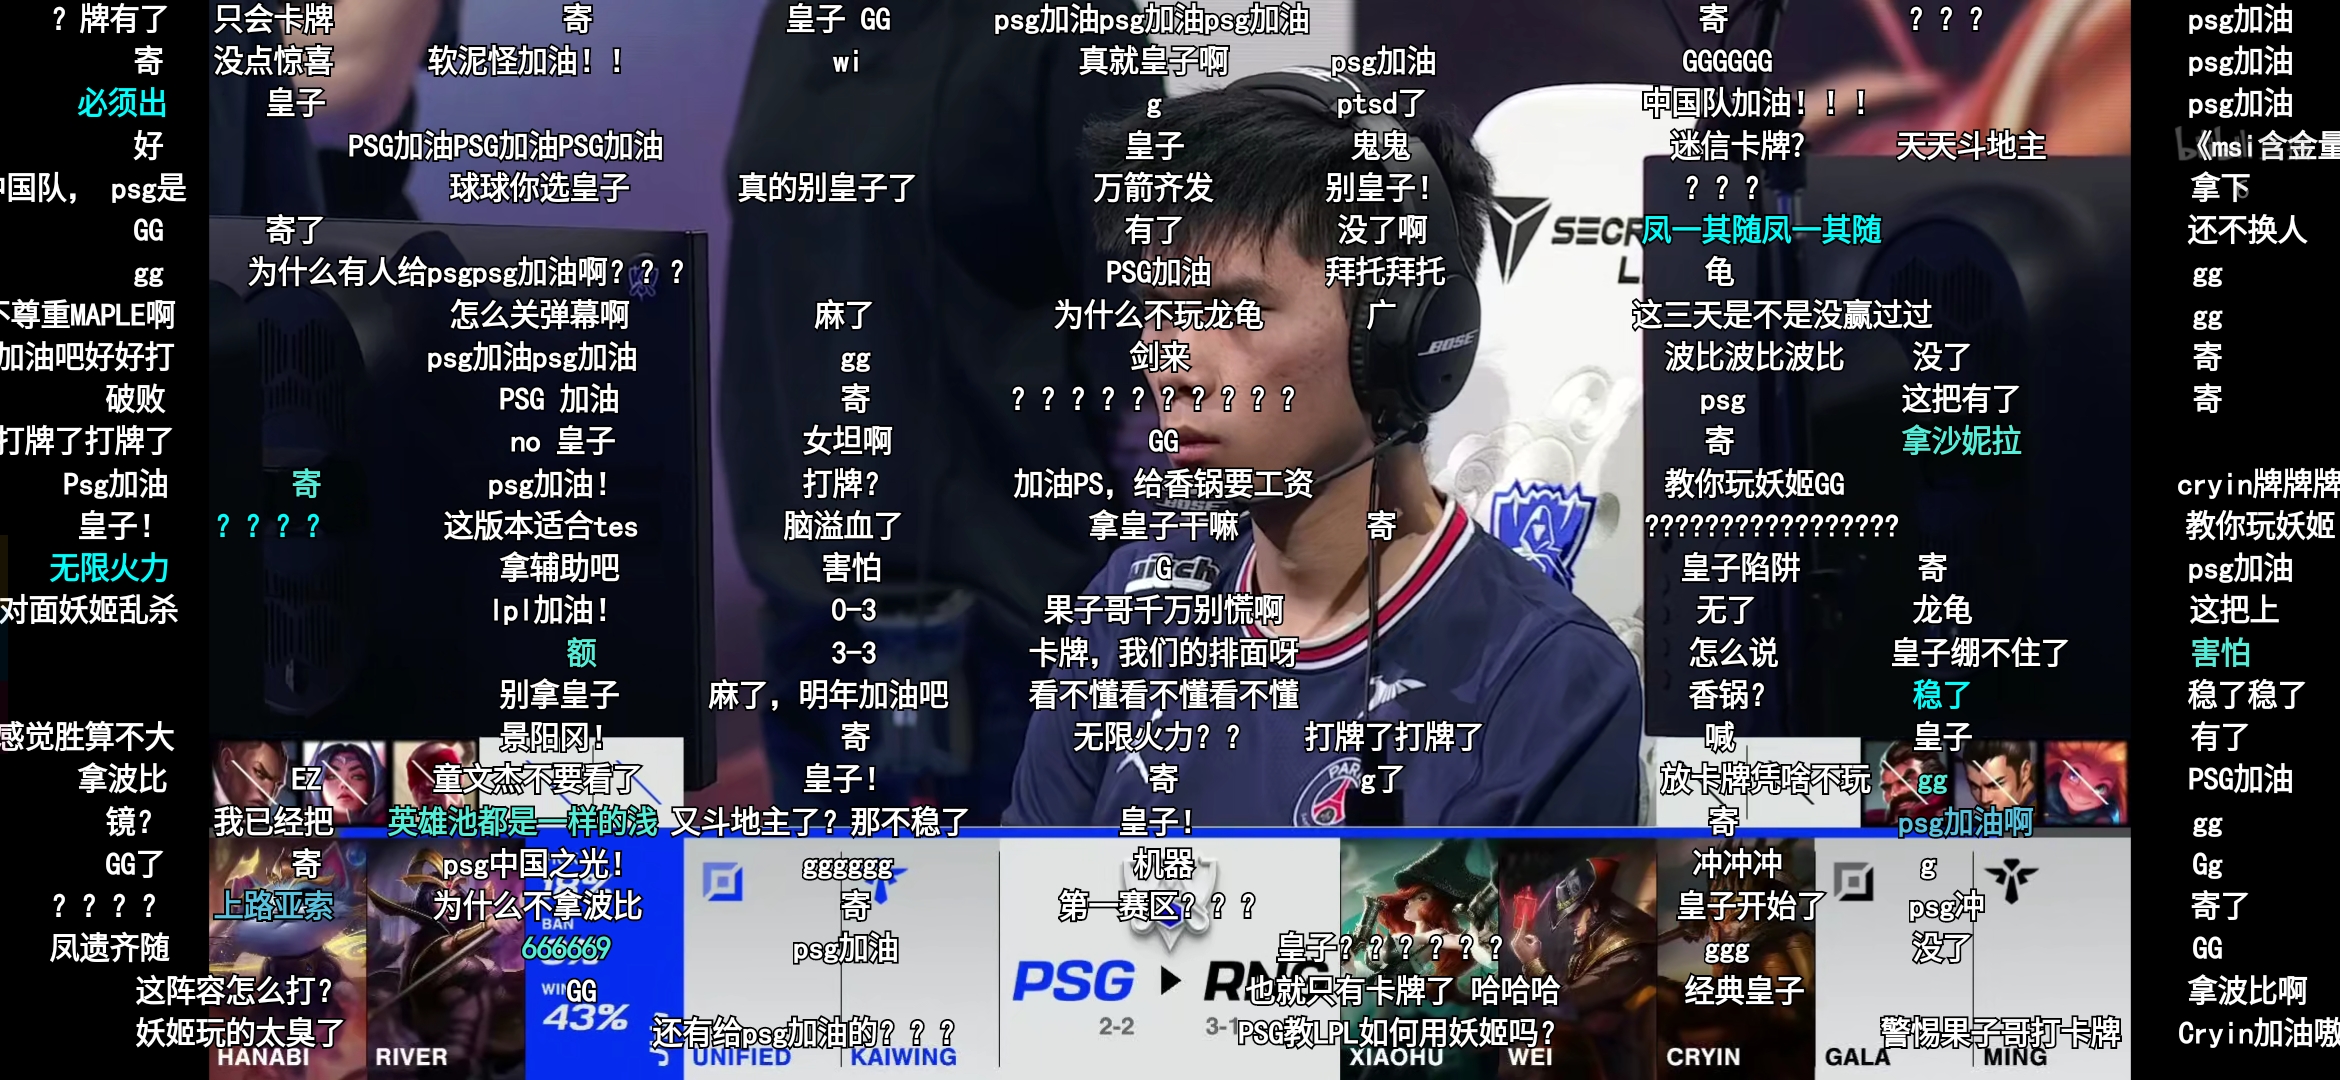 ？牌有了 只会卡牌 寄 皇子 GG psg加油psg加油psg加油 寄 ？？？ psg加油
寄 没点惊喜 软泥怪加油！！ wi 真就皇子啊 psg加油 GGGGGG psg加油
必须出 皇子 g ptsd了 中国队加油！！！ psg加油
好 PSG加油PSG加油PSG加油 皇子 鬼鬼 迷信卡牌？ 天天斗地主 《msi含金量
中国队， psg是 球球你选皇子 真的别皇子了 万箭齐发 别皇子！ ？？？ 拿下
GG 寄了 有了 没了啊 SECR 凤一其随凤一其随 还不换人
gg 为什么有人给psgpsg加油啊？？？ PSG加油 拜托拜托 L 龟 gg
不尊重MAPLE啊 怎么关弹幕啊 麻了 为什么不玩龙龟 广 这三天是不是没赢过过 gg
加油吧好好打 psg加油psg加油 gg 剑来 BOSE 波比波比波比 没了 寄
破败 PSG 加油 寄 ？？？？？？？？？？ psg 这把有了 寄
打牌了打牌了 no 皇子 女坦啊 GG 寄 拿沙妮拉
Psg加油 寄 psg加油！ 打牌？ 加油PS，给香锅要工资 教你玩妖姬GG cryin牌牌牌
皇子！ ？？？？ 这版本适合tes 脑溢血了 拿皇子干嘛 寄 ????????????????? 教你玩妖姬
无限火力 拿辅助吧 害怕 G 皇子陷阱 寄 psg加油
对面妖姬乱杀 lpl加油！ 0-3 果子哥千万别慌啊 无了 龙龟 这把上
额 3-3 卡牌，我们的排面呀 怎么说 皇子绷不住了 害怕
别拿皇子 麻了，明年加油吧 看不懂看不懂看不懂 香锅？ 稳了 稳了稳了
感觉胜算不大 景阳冈！ 寄 无限火力？？ 打牌了打牌了 喊 皇子 有了
拿波比 EZ 童文杰不要看了 皇子！ 寄 g了 放卡牌凭啥不玩 gg PSG加油
镜？ 我已经把 英雄池都是一样的浅 又斗地主了？那不稳了 皇子！ 寄 psg加油啊 gg
GG了 寄 psg中国之光！ gggggg 机器 冲冲冲 g Gg
？？？？ 上路亚索 为什么不拿波比 寄 第一赛区？？？ 皇子开始了 psg冲 寄了
BAN
凤遗齐随 666669 psg加油 皇子？？？？？？ ggg 没了 GG
这阵容怎么打？ GG PSG 也就只有卡牌了 哈哈哈 经典皇子 拿波比啊
43% 2-2
妖姬玩的太臭了 还有给psg加油的？？？ PSG教LPL如何用妖姬吗？ 警惕果子哥打卡牌 Cryin加油嗷
HANABI RIVER UNIFIED KAIWING XIAOHU WEI CRYIN GALA MING